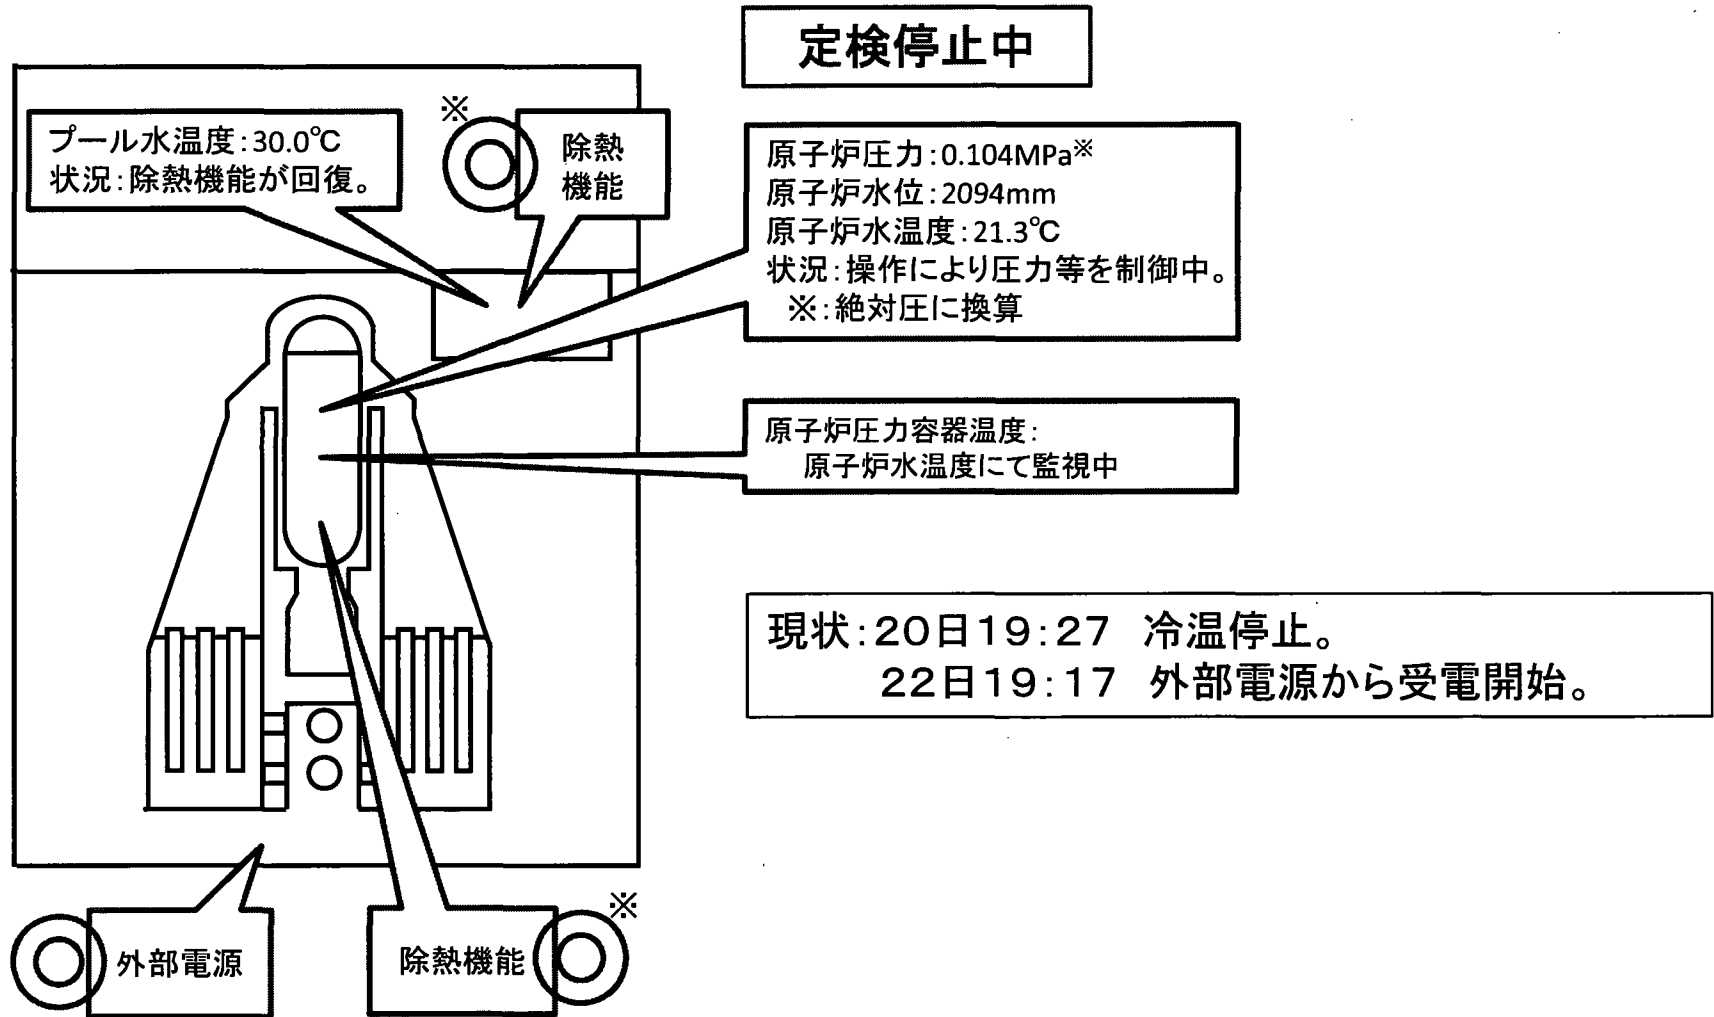 定検停止中
プール水温度:30.0℃
状況:除熱機能が回復。
※
除熱
機能
原子炉圧力:0.104MPa※
原子炉水位:2094mm
原子炉水温度:21.3℃
状況:操作により圧力等を制御中。
※:絶対圧に換算
原子炉圧力容器温度:
原子炉水温度にて監視中
現状:20日19:27 冷温停止。
22日19:17 外部電源から受電開始。
外部電源
除熱機能
※